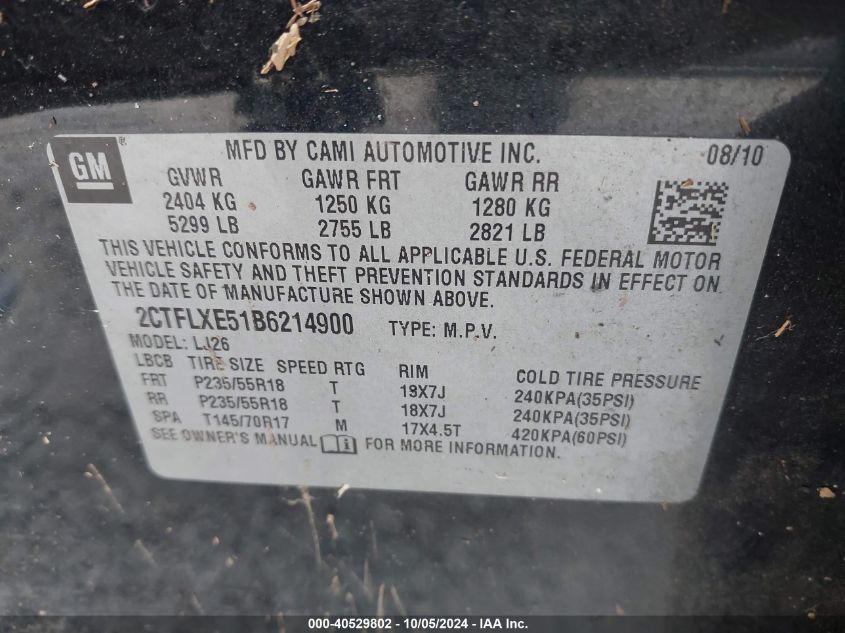 GM
MFD BY CAMI AUTOMOTIVE INC. 08/10
GVWR GAWR FRT GAWR RR
2404 KG 1250 KG 1280 KG
5299 LB 2755 LB 2821 LB
THIS VEHICLE CONFORMS TO ALL APPLICABLE U.S. FEDERAL MOTOR
VEHICLE SAFETY AND THEFT PREVENTION STANDARDS IN EFFECT ON
THE DATE OF MANUFACTURE SHOWN ABOVE.
2CTFLXE51B6214900 TYPE: M.P.V.
MODEL: LJ26
LBCB TIRE SIZE SPEED RTG RIM COLD TIRE PRESSURE
FRT P235/55R18 T 18X7J 240KPA(35PSI)
RR P235/55R18 T 18X7J 240KPA(35PSI)
SPA T145/70R17 M 17X4.5T 420KPA(60PSI)
SEE OWNER'S MANUAL FOR MORE INFORMATION.
000-40529802 - 10/05/2024 - IAA Inc.